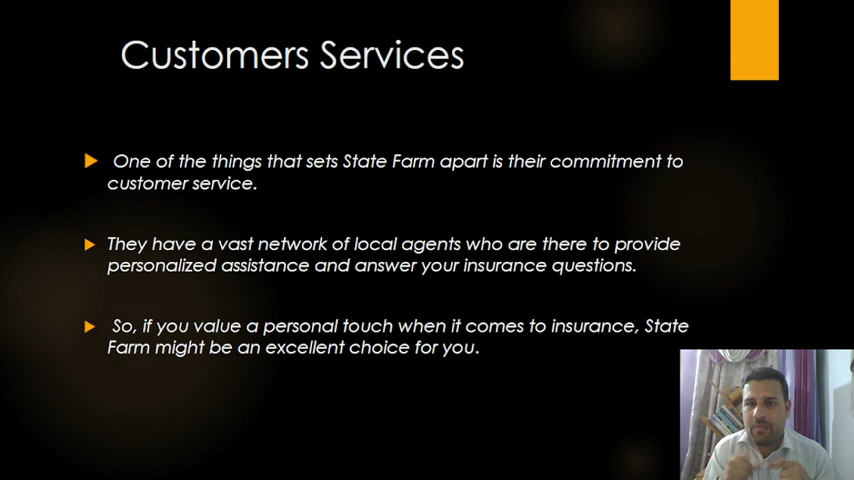 Customers Services
One of the things that sets State Farm apart is their commitment to
customer service.
They have a vast network of local agents who are there to provide
personalized assistance and answer your insurance questions.
So, if you value a personal touch when it comes to insurance, State
Farm might be an excellent choice for you.